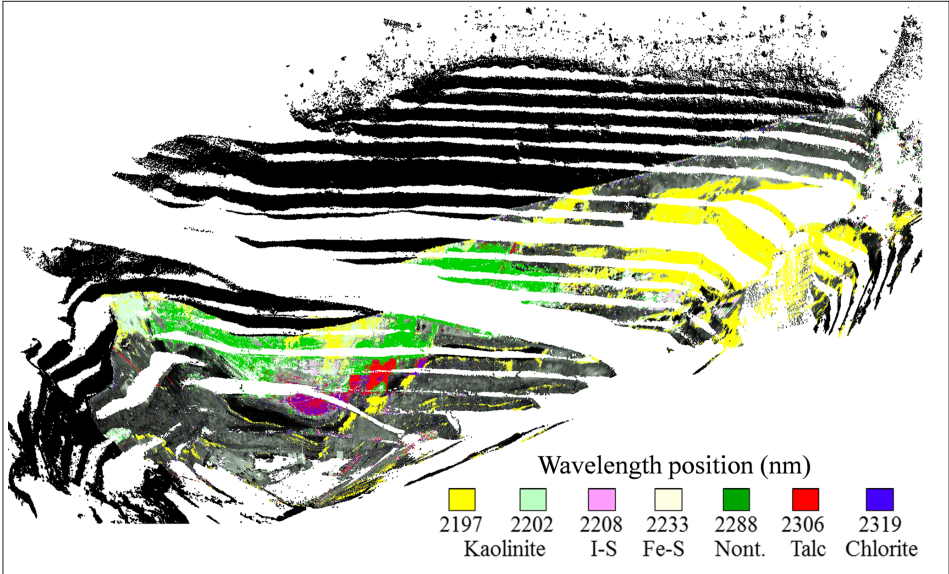 Wavelength position (nm)
2197 2202 2208 2233 2288 2306 2319
Kaolinite I-S Fe-S Nont. Talc Chlorite